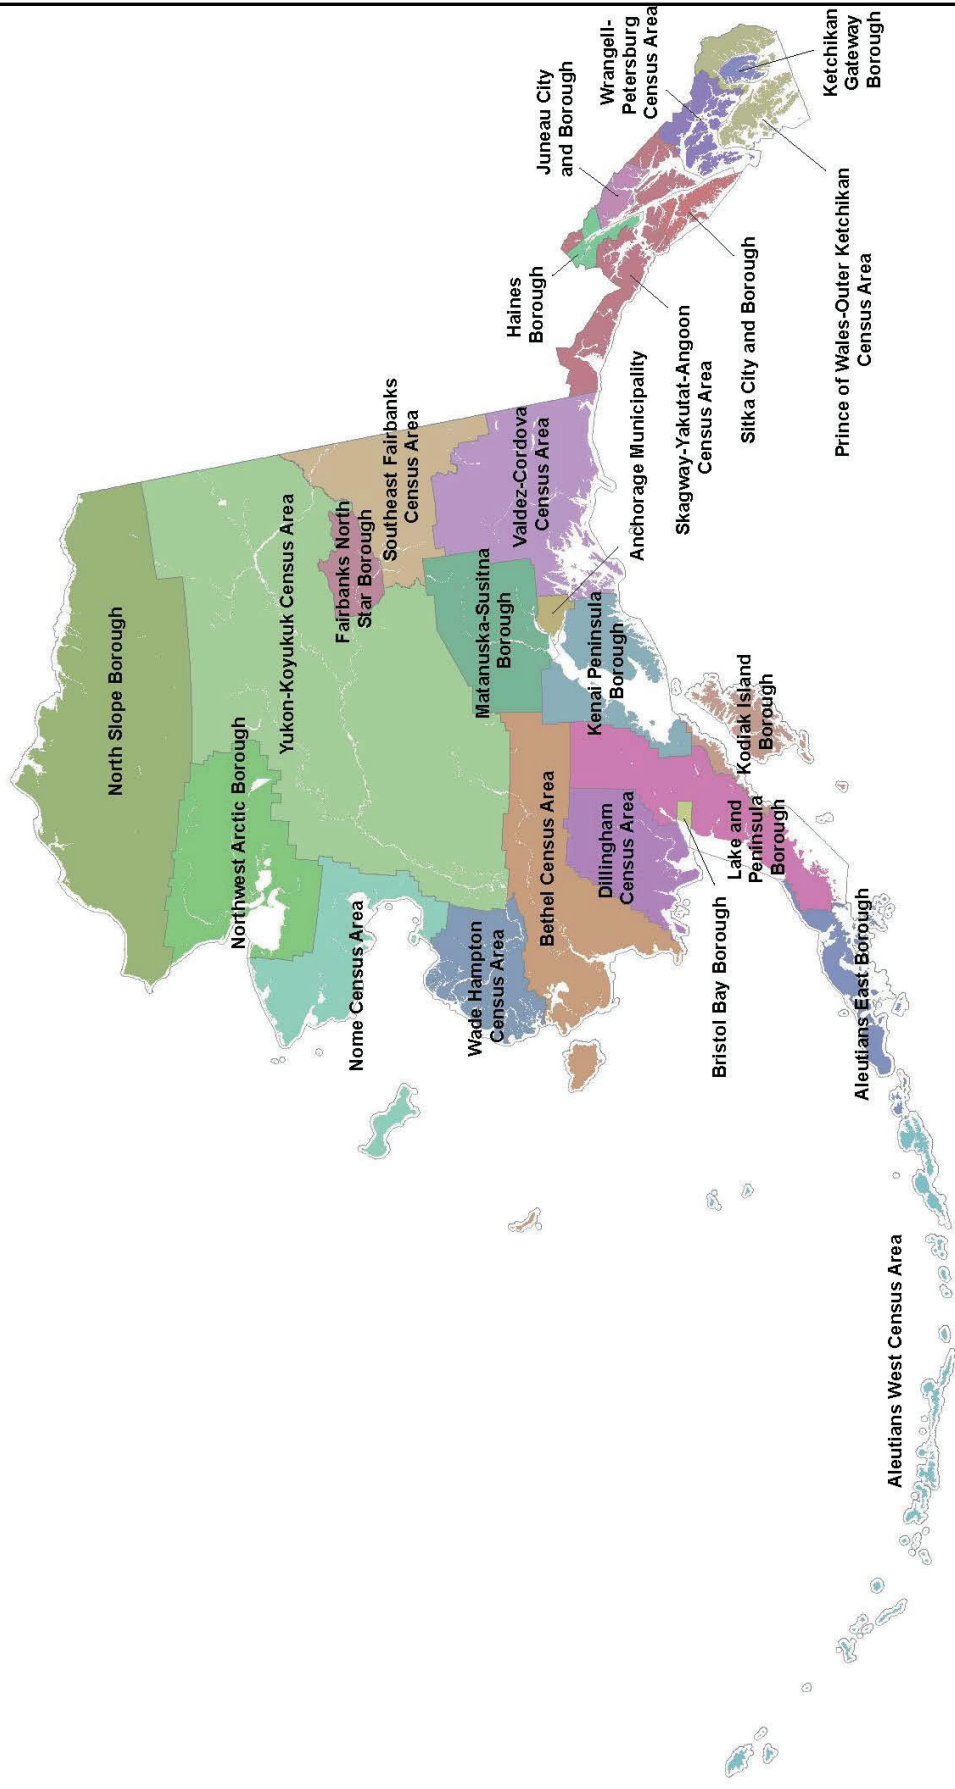 North Slope Borough
Northwest Arctic Borough
Yukon-Koyukuk Census Area
Nome Census Area
Fairbanks North
Star Borough
Southeast Fairbanks
Census Area
Wade Hampton
Census Area
Matanuska-Susitna
Borough
Valdez-Cordova
Census Area
Bethel Census Area
Dillingham
Census Area
Kenai Peninsula
Borough
Anchorage Municipality
Bristol Bay Borough
Lake and
Peninsula
Borough
Kodiak Island
Borough
Aleutians East Borough
Aleutians West Census Area
Haines
Borough
Juneau City
and Borough
Wrangell-
Petersburg
Census Area
Skagway-Yakutat-Angoon
Census Area
Sitka City and Borough
Prince of Wales-Outer Ketchikan
Census Area
Ketchikan
Gateway
Borough